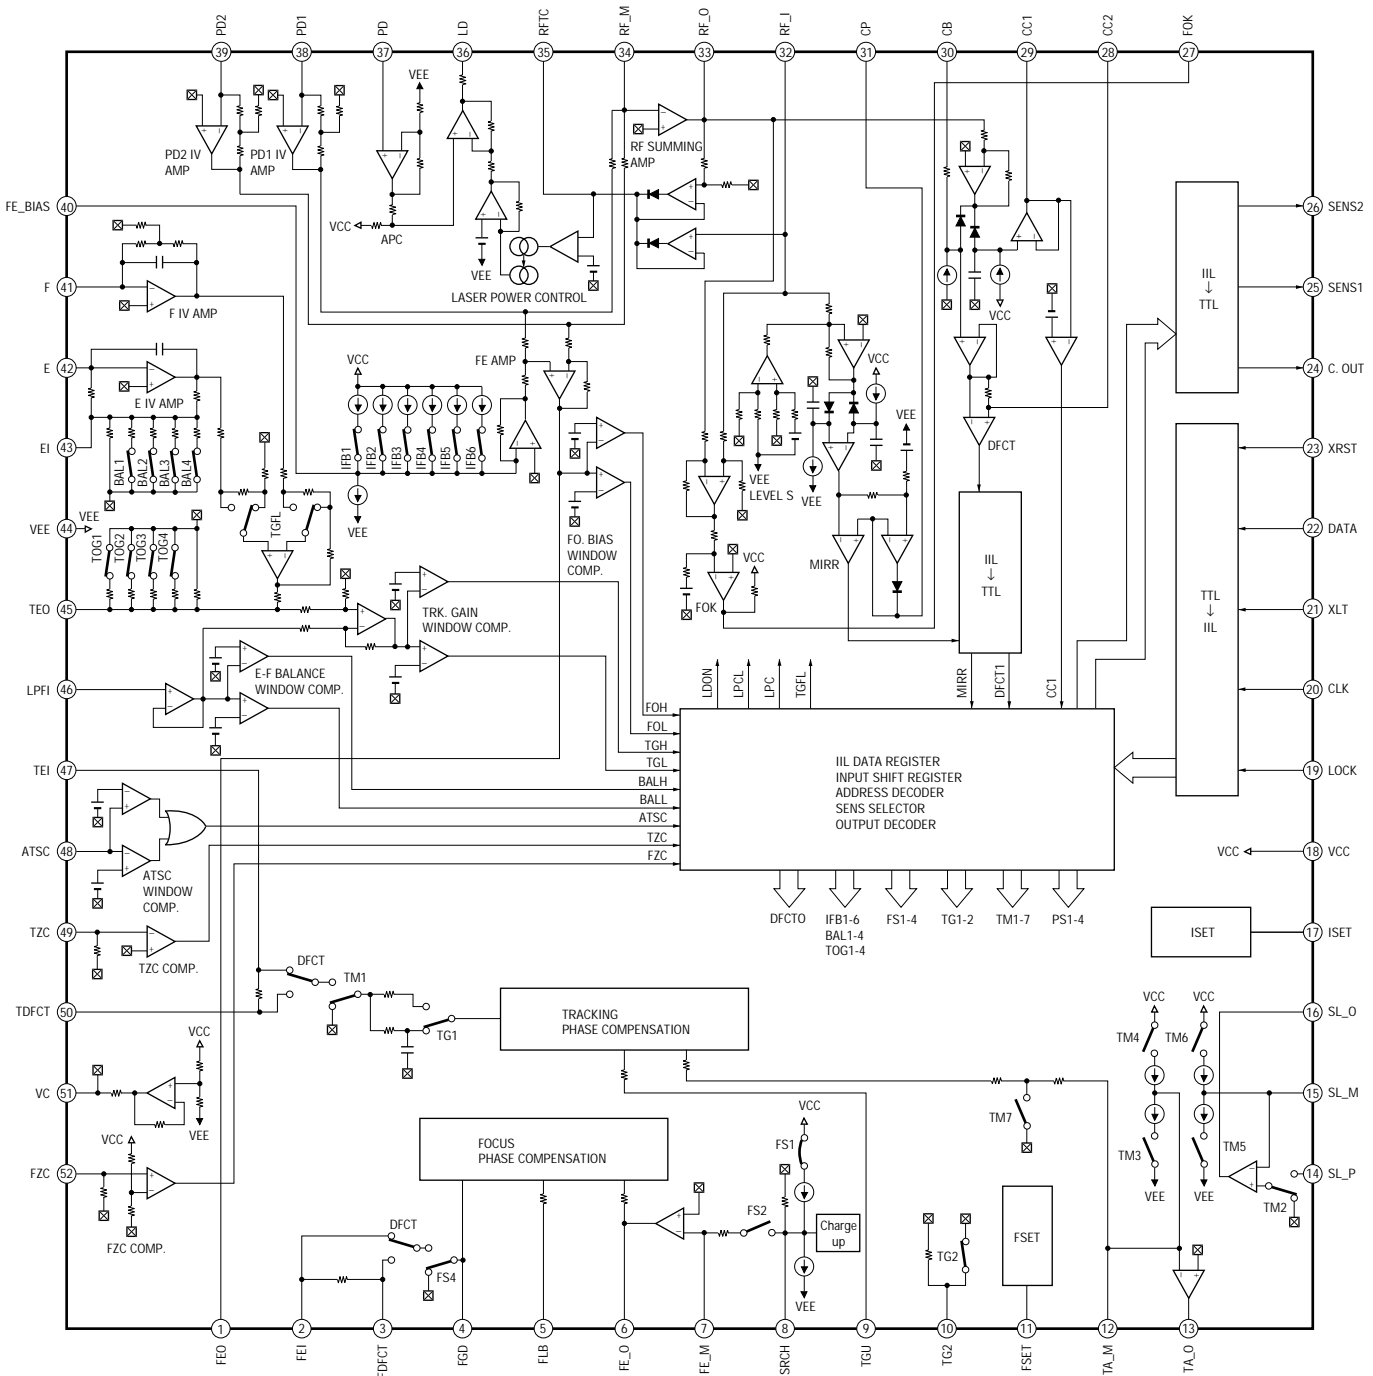 PD2
PD1
PD
LD
RFTC
RF_M
RF_O
RF_I
CP
CB
CC1
CC2
FOK
39
38
37
36
35
34
33
32
31
30
29
28
27
VEE
PD2 IV
AMP
PD1 IV
AMP
RF SUMMING
AMP
FE_BIAS 40
VCC
APC
VEE
LASER POWER CONTROL
IIL
↓
TTL
26 SENS2
25 SENS1
24 C. OUT
F 41
F IV AMP
VCC
E 42
E IV AMP
VCC
FE AMP
VCC
VEE
EI 43
BAL1
BAL2
BAL3
BAL4
IFB1
IFB2
IFB3
IFB4
IFB5
IFB6
VEE
LEVEL S
VEE
DFCT
23 XRST
VEE 44
VEE
TOG1
TOG2
TOG3
TOG4
TGFL
VEE
FO. BIAS
WINDOW
COMP.
VCC
MIRR
FOK
IIL
↓
TTL
22 DATA
TTL
↓
IIL
21 XLT
TEO 45
TRK. GAIN
WINDOW COMP.
LPFI 46
E-F BALANCE
WINDOW COMP.
LDON
LPCL
LPC
TGFL
MIRR
DFCT1
CC1
20 CLK
FOH
FOL
TGH
TGL
BALH
BALL
ATSC
TZC
FZC
IIL DATA REGISTER
INPUT SHIFT REGISTER
ADDRESS DECODER
SENS SELECTOR
OUTPUT DECODER
TEI 47
19 LOCK
ATSC 48
ATSC
WINDOW
COMP.
VCC
18 VCC
DFCTO
IFB1-6
BAL1-4
TOG1-4
FS1-4
TG1-2
TM1-7
PS1-4
TZC 49
TZC COMP.
ISET
17 ISET
DFCT
TM1
TDFCT 50
TG1
TRACKING
PHASE COMPENSATION
VCC
VCC
TM4
TM6
16 SL_O
VCC
VC 51
VEE
TM7
15 SL_M
VCC
FOCUS
PHASE COMPENSATION
VCC
FS1
TM3
TM5
VEE
VEE
FZC 52
FZC COMP.
14 SL_P
TM2
DFCT
FS4
FS2
Charge
up
VEE
TG2
FSET
1
2
3
4
5
6
7
8
9
10
11
12
13
FEO
FEI
FDFCT
FGD
FLB
FE_O
FE_M
SRCH
TGU
TG2
FSET
TA_M
TA_O